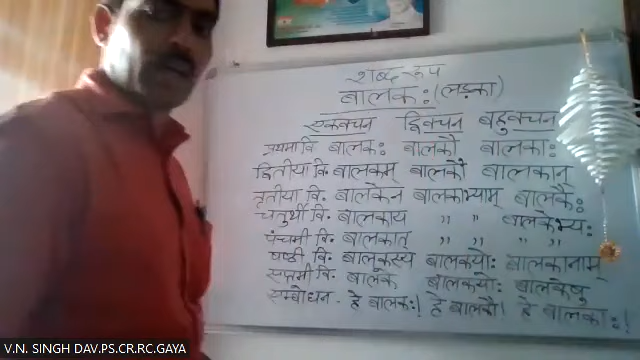 शब्द रूप
बालकः (लड़का)
एकवचन द्विवचन बहुवचन
प्रथमा वि बालकः बालकौ बालकाः
द्वितीया वि. बालकम् बालकौ बालकान्
तृतीया वि. बालकेन बालकाभ्याम् बालकैः
चतुर्थी वि. बालकाय " " बालकेभ्यः
पंचमी वि. बालकात् " " " "
षष्ठी वि. बालकस्य बालकयोः बालकानाम्
सप्तमी वि. बालके बालकयोः बालकेषु
सम्बोधन - हे बालकः! हे बालकौ! हे बालकाः!
V.N. SINGH DAV.PS.CR.RC.GAYA